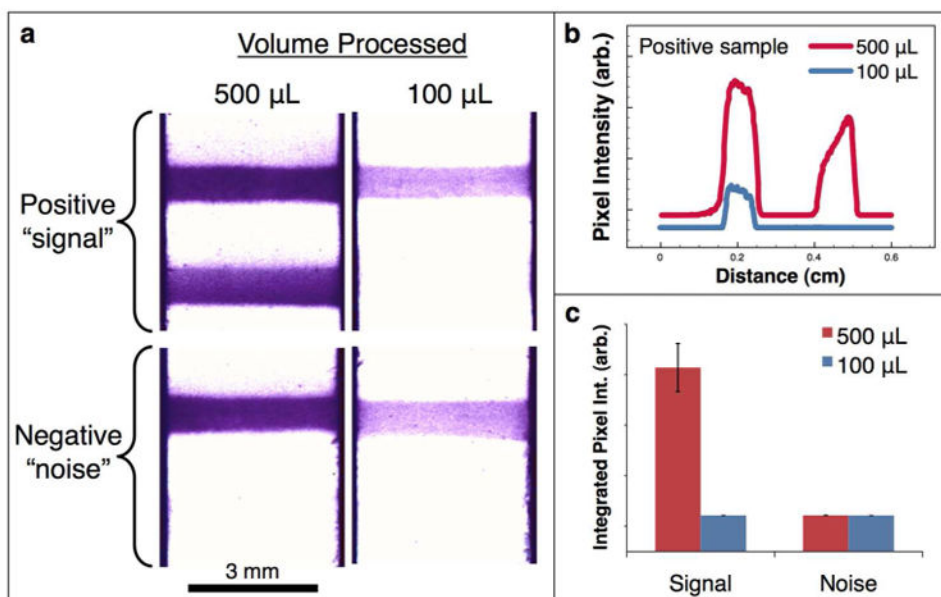 a
Volume Processed
500 µL 100 µL
Positive
“signal”
Negative
“noise”
3 mm
b
Positive sample
500 µL
100 µL
Pixel Intensity (arb.)
0 0.2 0.4 0.6
Distance (cm)
c
500 µL
100 µL
Integrated Pixel Int. (arb.)
Signal Noise